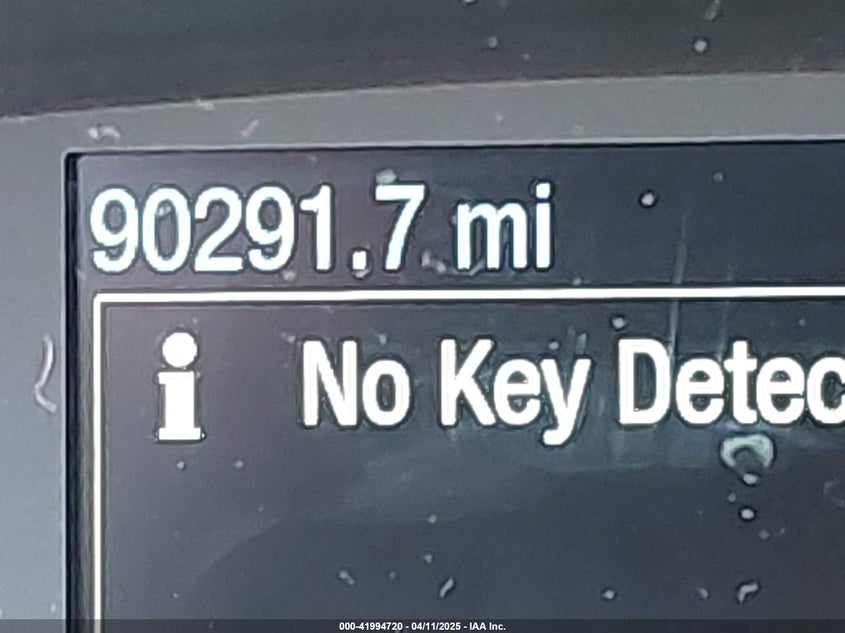 90291.7 mi
i No Key Detec
000-41994720 - 04/11/2025 - IAA Inc.